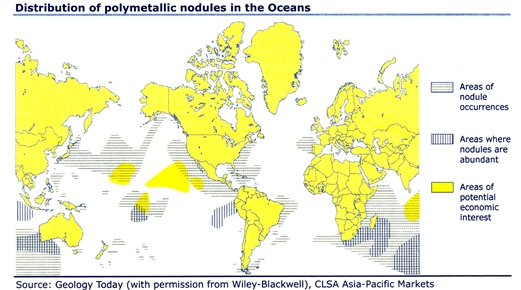 Distribution of polymetallic nodules in the Oceans
Areas of
nodule
occurrences
Areas where
nodules are
abundant
Areas of
potential
economic
interest
Source: Geology Today (with permission from Wiley-Blackwell), CLSA Asia-Pacific Markets